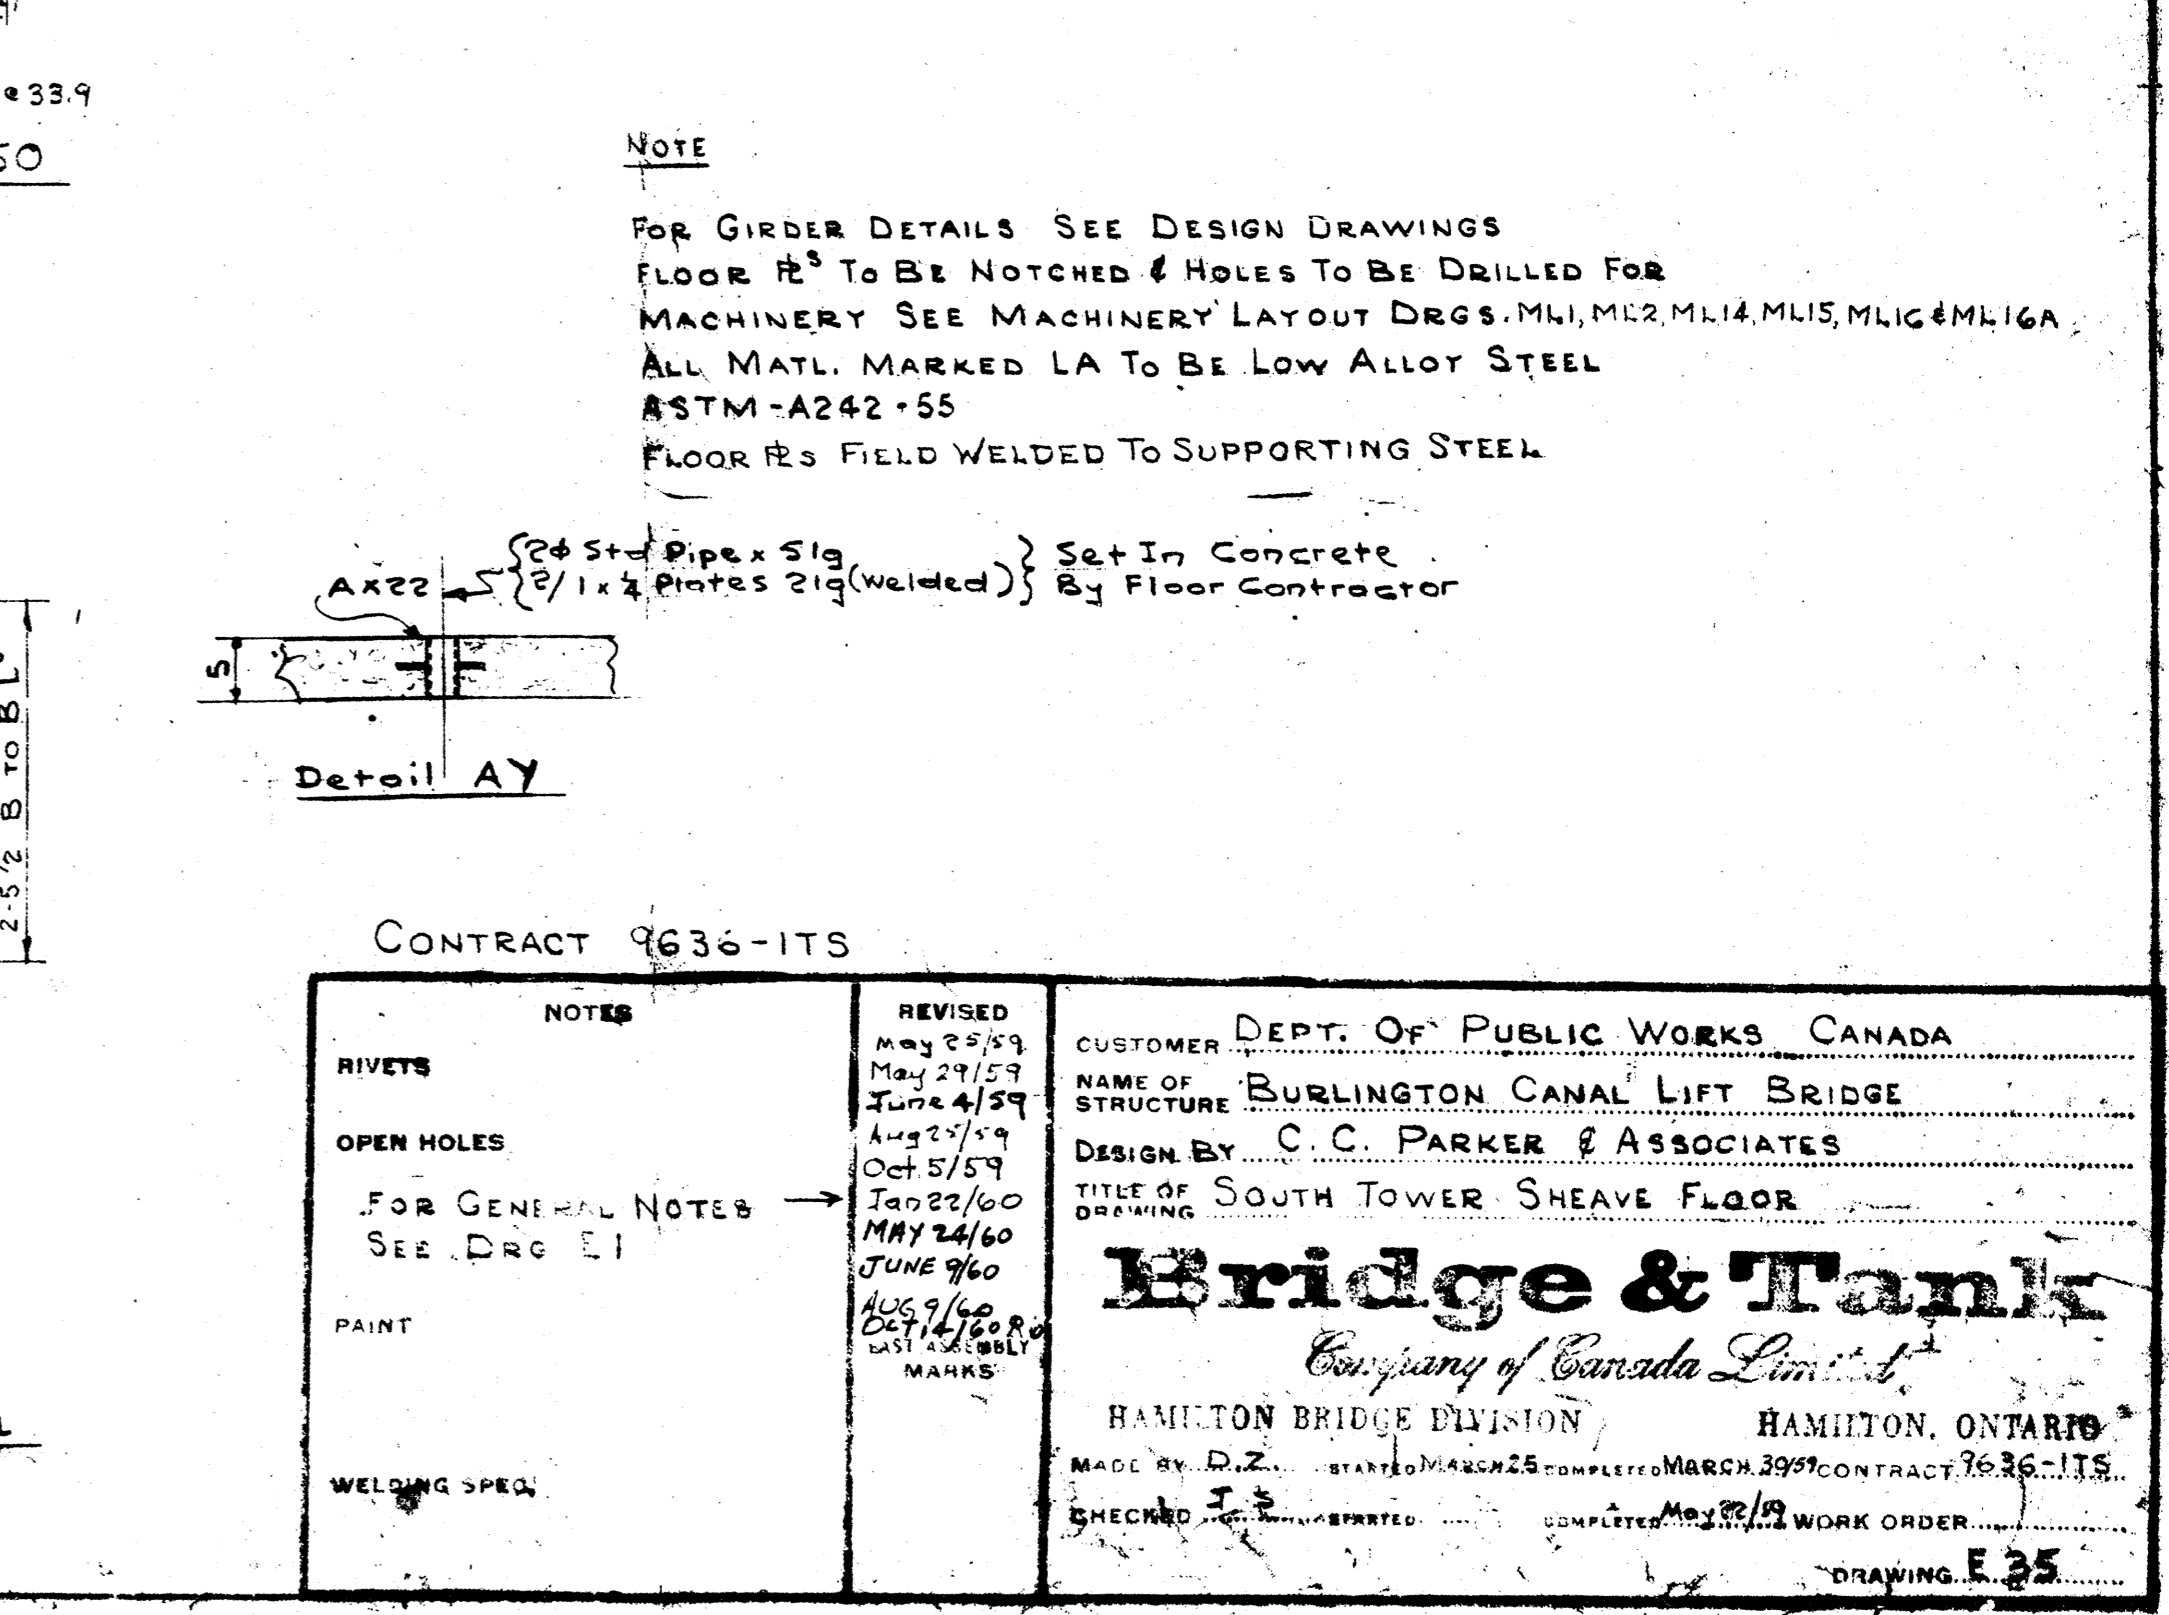 @ 33.9
50
NOTE
FOR GIRDER DETAILS SEE DESIGN DRAWINGS
FLOOR PLS TO BE NOTCHED & HOLES TO BE DRILLED FOR
MACHINERY SEE MACHINERY LAYOUT DRGS. ML1, ML2, ML14, ML15, ML16 & ML16A
ALL MATL. MARKED LA TO BE LOW ALLOY STEEL
ASTM-A242-55
FLOOR PLS FIELD WELDED TO SUPPORTING STEEL
2φ Std Pipe x 5lg } Set In Concrete
2/ 1 x ¼ Plates 2lg (Welded) } By Floor Contractor
AX22
5
Detail AY
2-5½ B TO B L
CONTRACT 9636-1TS
NOTES
RIVETS
OPEN HOLES
FOR GENERAL NOTES
SEE DRG E1
PAINT
WELDING SPEC.
REVISED
May 25/59
May 29/59
June 4/59
Aug 25/59
Oct. 5/59
Jan 22/60
MAY 24/60
JUNE 9/60
AUG 9/60
OCT. 14/60
LAST ASSEMBLY
MARKS
CUSTOMER DEPT. OF PUBLIC WORKS CANADA
NAME OF STRUCTURE BURLINGTON CANAL LIFT BRIDGE
DESIGN BY C. C. PARKER & ASSOCIATES
TITLE OF DRAWING SOUTH TOWER SHEAVE FLOOR
Bridge & Tank
Company of Canada Limited
HAMILTON BRIDGE DIVISION HAMILTON, ONTARIO
MADE BY D.Z. STARTED MARCH 25 COMPLETED MARCH 30/59 CONTRACT 9636-1TS
CHECKED J. S STARTED COMPLETED May 22/59 WORK ORDER
DRAWING E 35